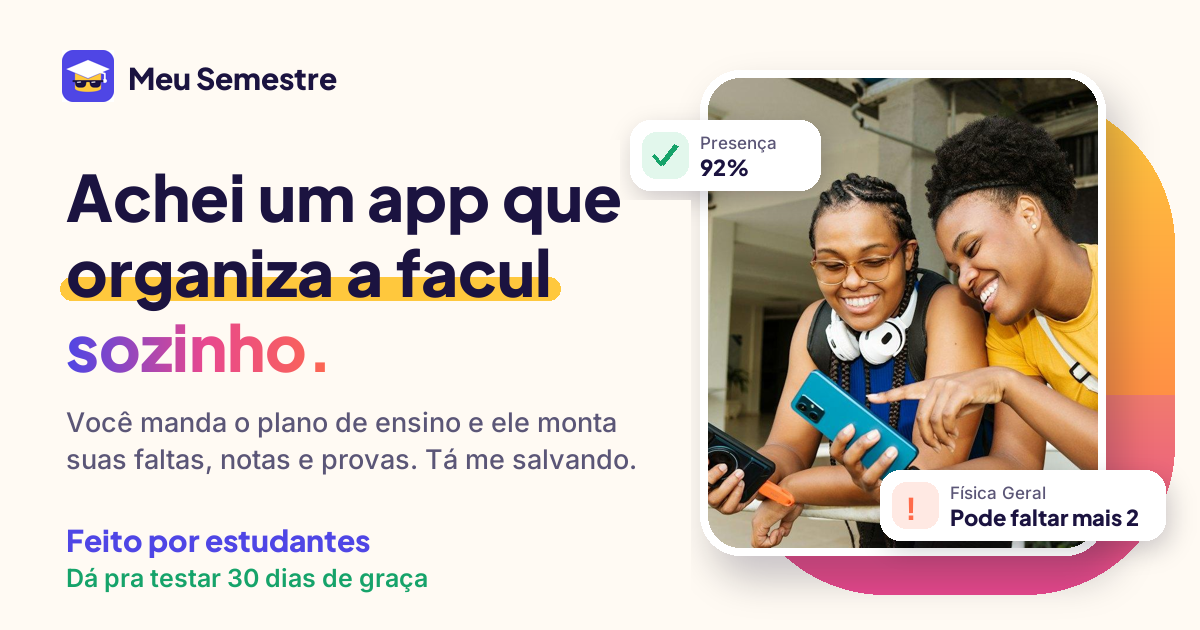 Meu Semestre
Achei um app que
organiza a facul
sozinho.
Você manda o plano de ensino e ele monta
suas faltas, notas e provas. Tá me salvando.
Feito por estudantes
Dá pra testar 30 dias de graça
Presença
92%
Física Geral
Pode faltar mais 2